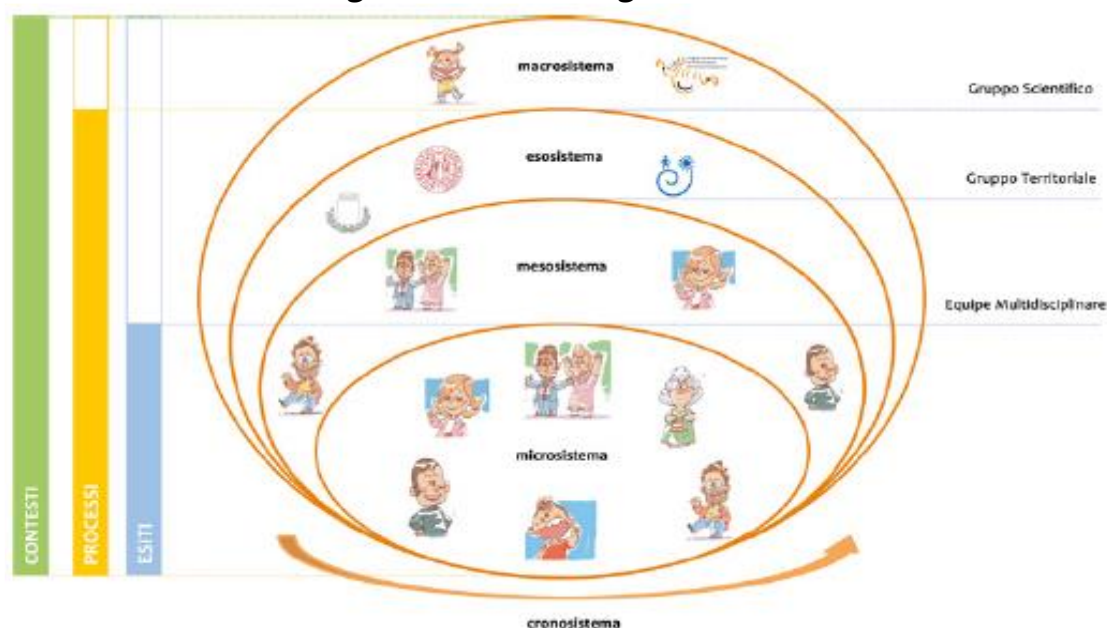 macrosistema
Gruppo Scientifico
esosistema
Gruppo Territoriale
mesosistema
Equipe Multidisciplinare
microsistema
CONTESTI
PROCESSI
ESITI
cronosistema